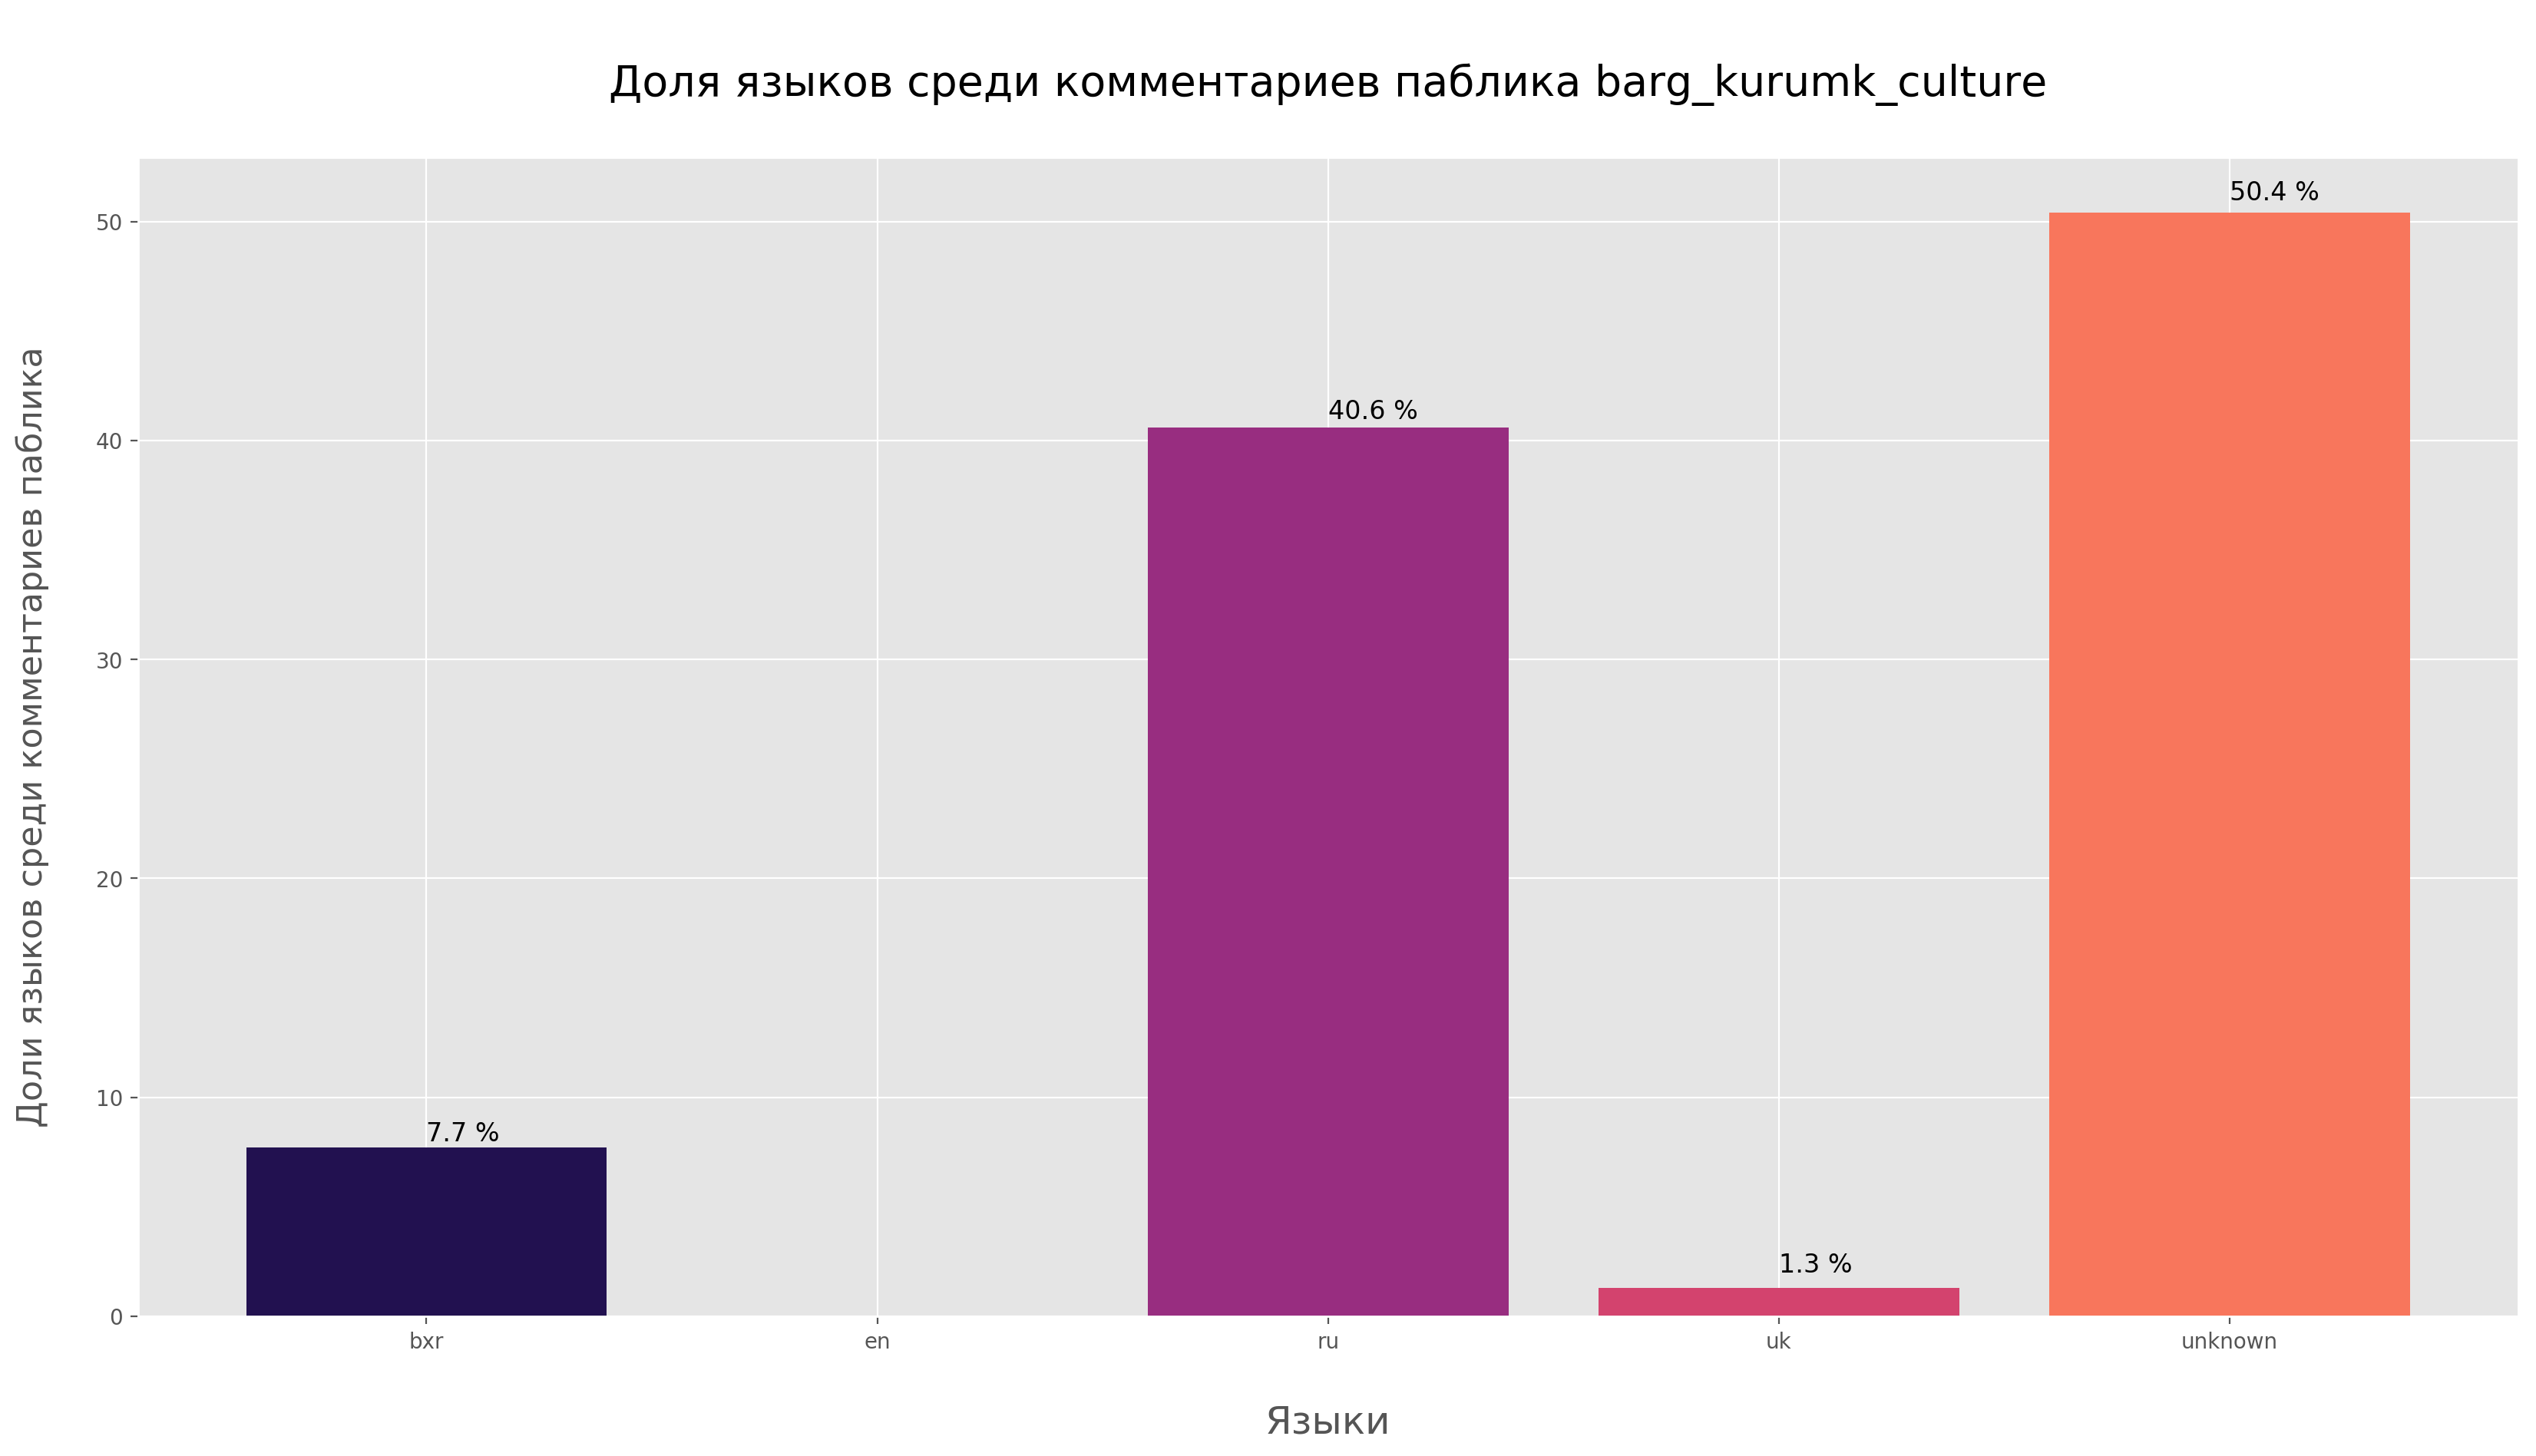 Доля языков среди комментариев паблика barg_kurumk_culture
Доли языков среди комментариев паблика
50
40
30
20
10
0
7.7 %
40.6 %
1.3 %
50.4 %
bxr
en
ru
uk
unknown
Языки